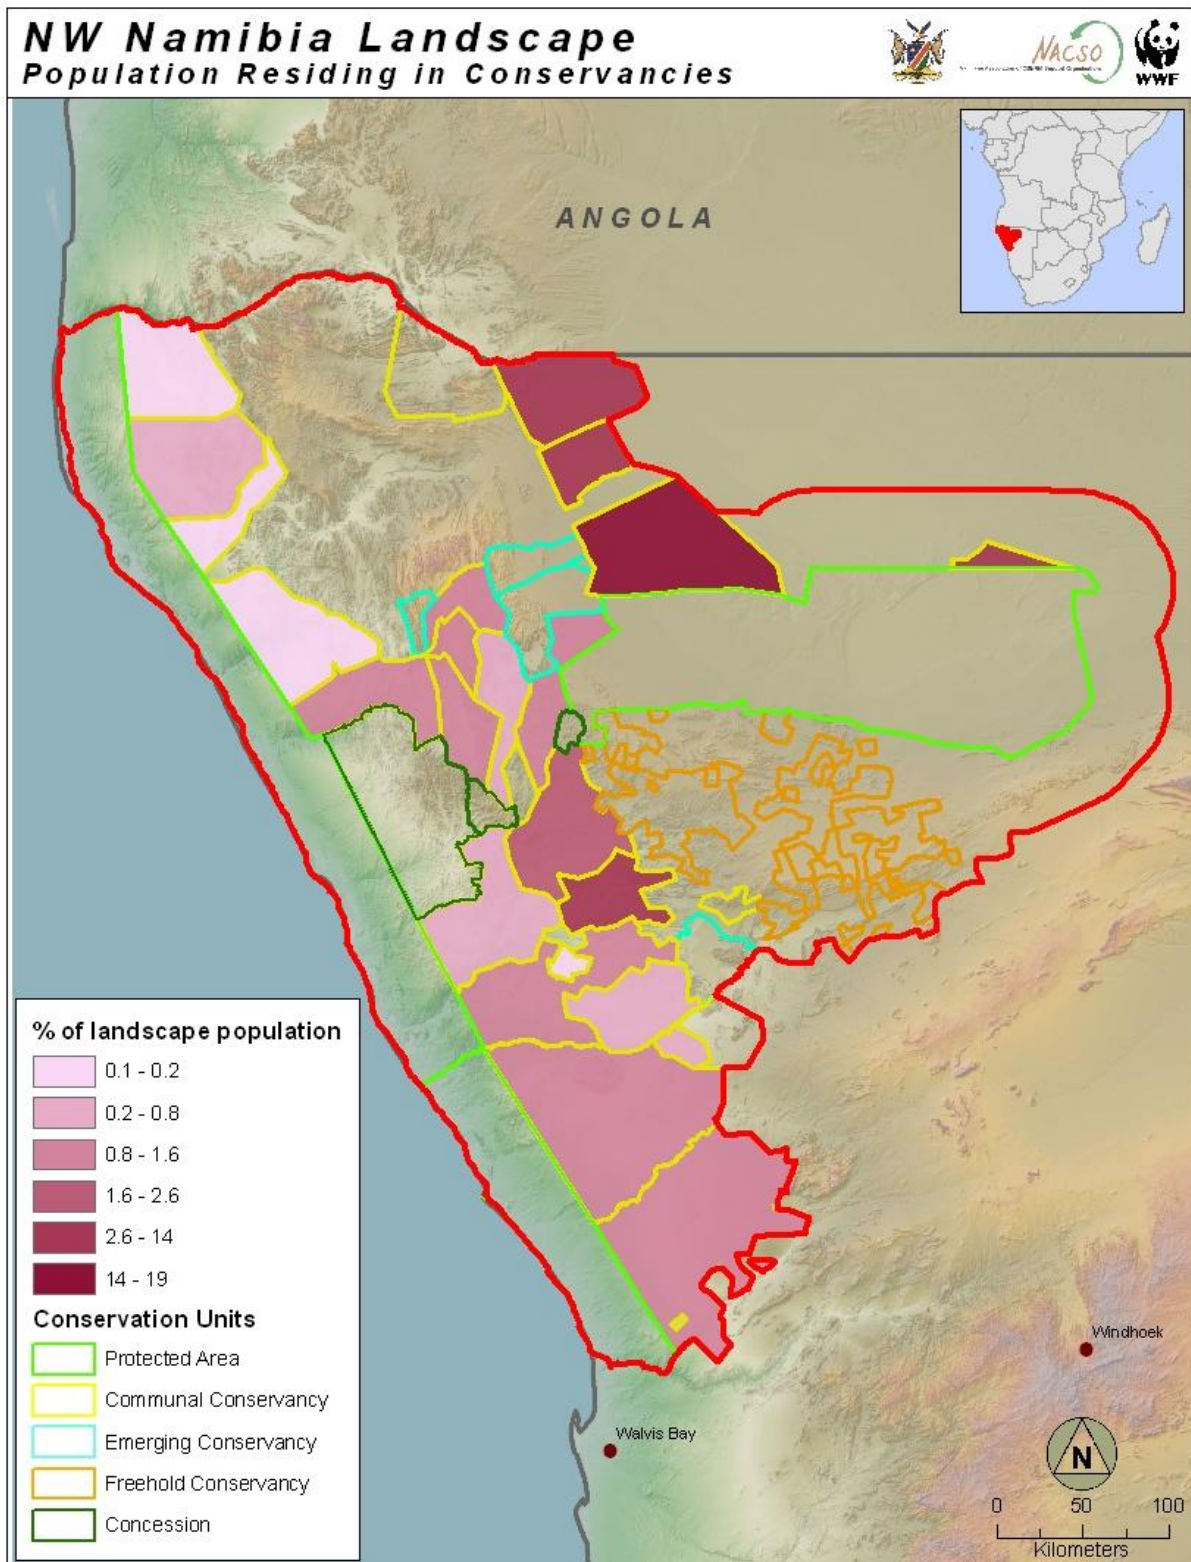 NW Namibia Landscape
Population Residing in Conservancies
NACSO
WWF
ANGOLA
% of landscape population
0.1 - 0.2
0.2 - 0.8
0.8 - 1.6
1.6 - 2.6
2.6 - 14
14 - 19
Conservation Units
Protected Area
Communal Conservancy
Emerging Conservancy
Freehold Conservancy
Concession
Windhoek
Walvis Bay
N
0 50 100
Kilometers